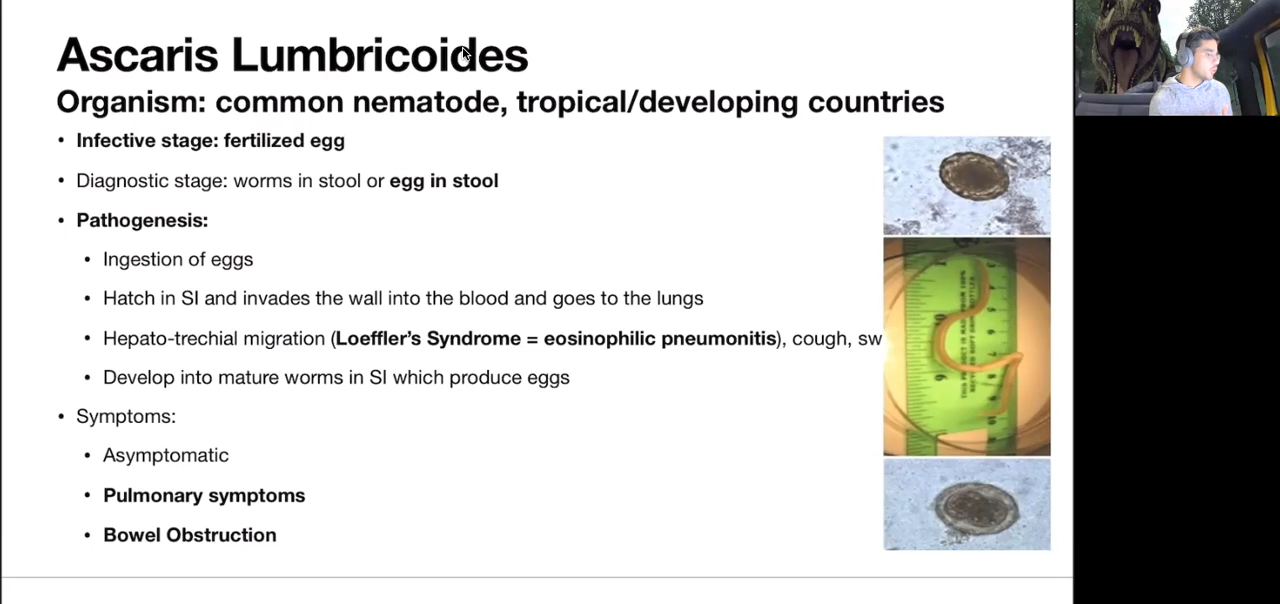 Ascaris Lumbricoides
Organism: common nematode, tropical/developing countries
• Infective stage: fertilized egg
• Diagnostic stage: worms in stool or egg in stool
• Pathogenesis:
• Ingestion of eggs
• Hatch in SI and invades the wall into the blood and goes to the lungs
• Hepato-trechial migration (Loeffler’s Syndrome = eosinophilic pneumonitis), cough, sw
• Develop into mature worms in SI which produce eggs
• Symptoms:
• Asymptomatic
• Pulmonary symptoms
• Bowel Obstruction